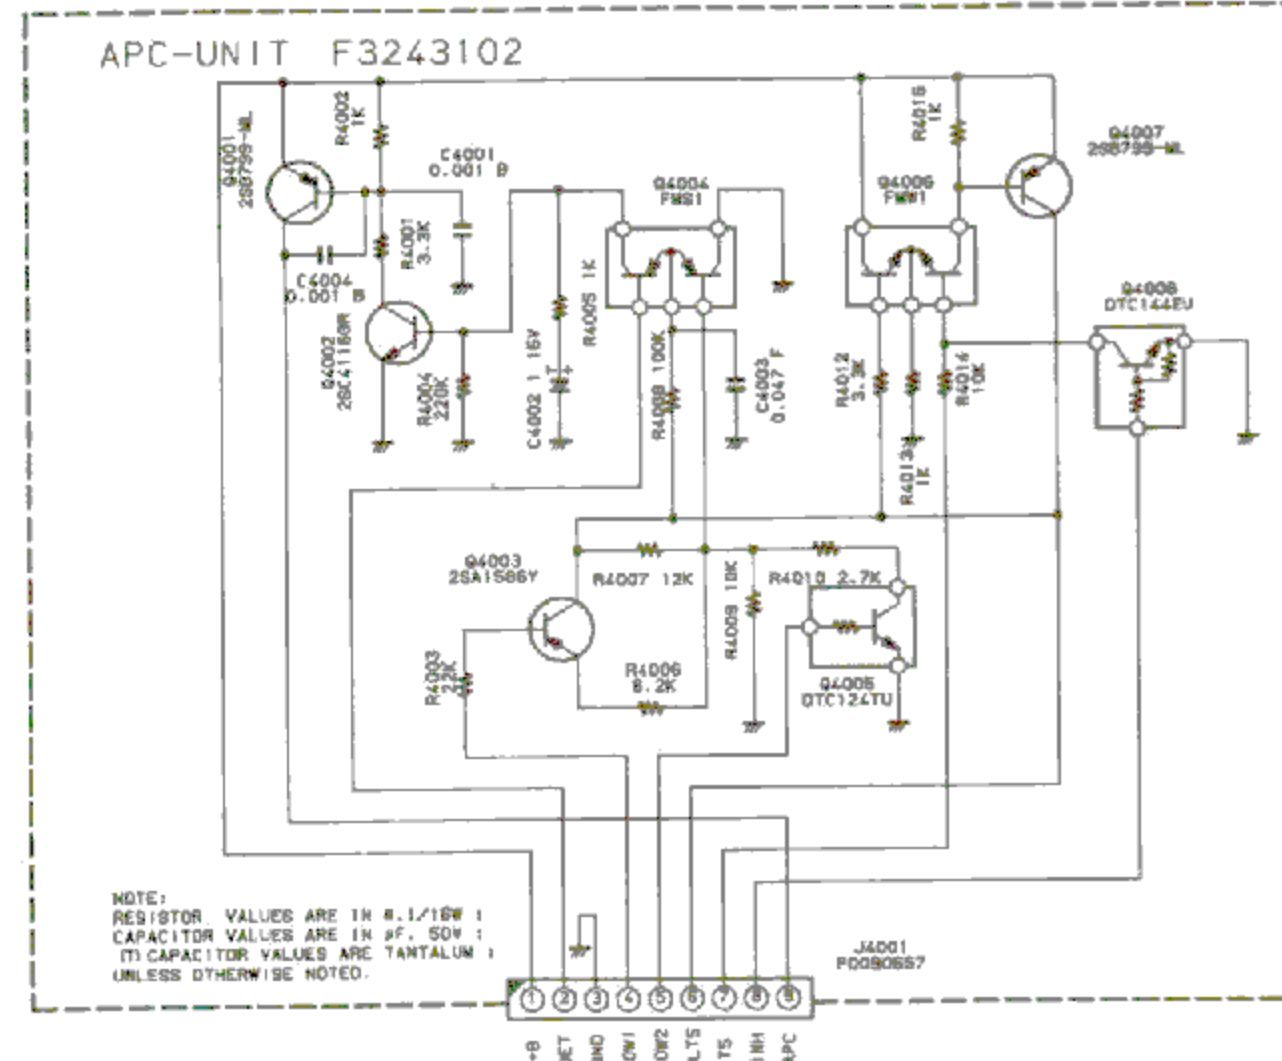 APC-UNIT F3243102
R4002
1K
Q4001
2SB799-ML
C4001
0.001 B
Q4004
FMW1
Q4006
FMW1
R4015
1K
Q4007
2SB799-ML
R4001
3.3K
C4004
0.001 B
Q4002
2SC4116GR
R4004
220K
R4005 1K
C4002 1 16V
R4008 100K
C4003
0.047 F
R4012
3.3K
R4013
1K
R4014
10K
Q4008
DTC144EU
Q4003
2SA1586Y
R4007 12K
R4009 10K
R4010 2.7K
R4003
22K
R4006
8.2K
Q4005
DTC124TU
NOTE:
RESISTOR VALUES ARE IN 1/16W ;
CAPACITOR VALUES ARE IN µF, 50V ;
(T) CAPACITOR VALUES ARE TANTALUM ;
UNLESS OTHERWISE NOTED.
J4001
P0090657
1 2 3 4 5 6 7 8 9